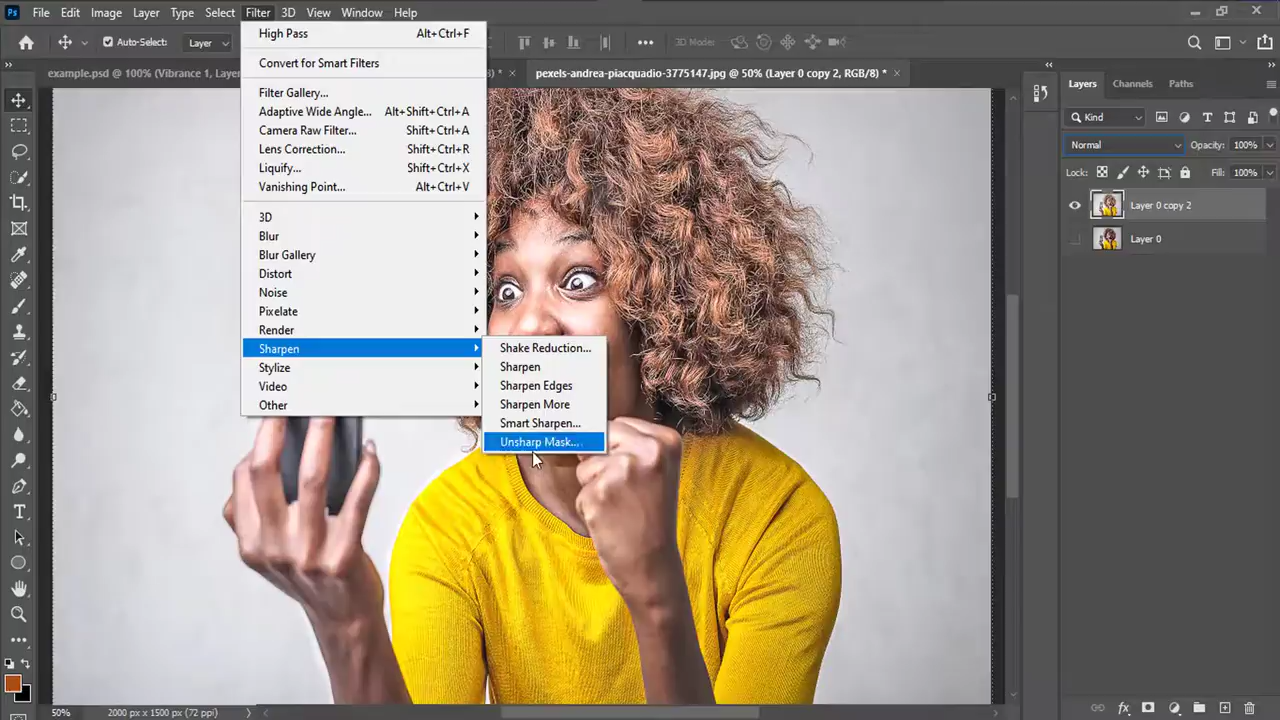 Ps File Edit Image Layer Type Select Filter 3D View Window Help
Auto-Select: Layer 3D Mode:
example.psd @ 100% (Vibrance 1, Layer *) pexels-andrea-piacquadio-3775147.jpg @ 50% (Layer 0 copy 2, RGB/8) *
High Pass Alt+Ctrl+F
Convert for Smart Filters
Filter Gallery...
Adaptive Wide Angle... Alt+Shift+Ctrl+A
Camera Raw Filter... Shift+Ctrl+A
Lens Correction... Shift+Ctrl+R
Liquify... Shift+Ctrl+X
Vanishing Point... Alt+Ctrl+V
3D
Blur
Blur Gallery
Distort
Noise
Pixelate
Render
Sharpen
Stylize
Video
Other
Shake Reduction...
Sharpen
Sharpen Edges
Sharpen More
Smart Sharpen...
Unsharp Mask...
Layers Channels Paths
Kind
Normal Opacity: 100%
Lock: Fill: 100%
Layer 0 copy 2
Layer 0
50% 2000 px x 1500 px (72 ppi)